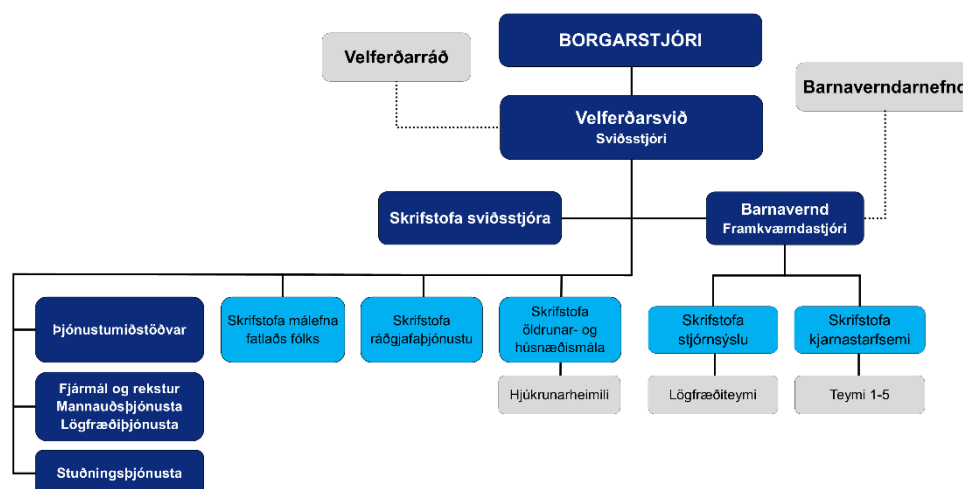 BORGARSTJÓRI
Velferðarráð
Barnaverndarnefnd
Velferðarsvið
Sviðsstjóri
Skrifstofa sviðsstjóra
Barnavernd
Framkvæmdastjóri
Þjónustumiðstöðvar
Skrifstofa málefna
fatlaðs fólks
Skrifstofa
ráðgjafaþjónustu
Skrifstofa
öldrunar- og
húsnæðismála
Skrifstofa
stjórnsýslu
Skrifstofa
kjarnastarfsemi
Fjármál og rekstur
Mannauðsþjónusta
Lögfræðiþjónusta
Hjúkrunarheimili
Lögfræðiteymi
Teymi 1-5
Stuðningsþjónusta